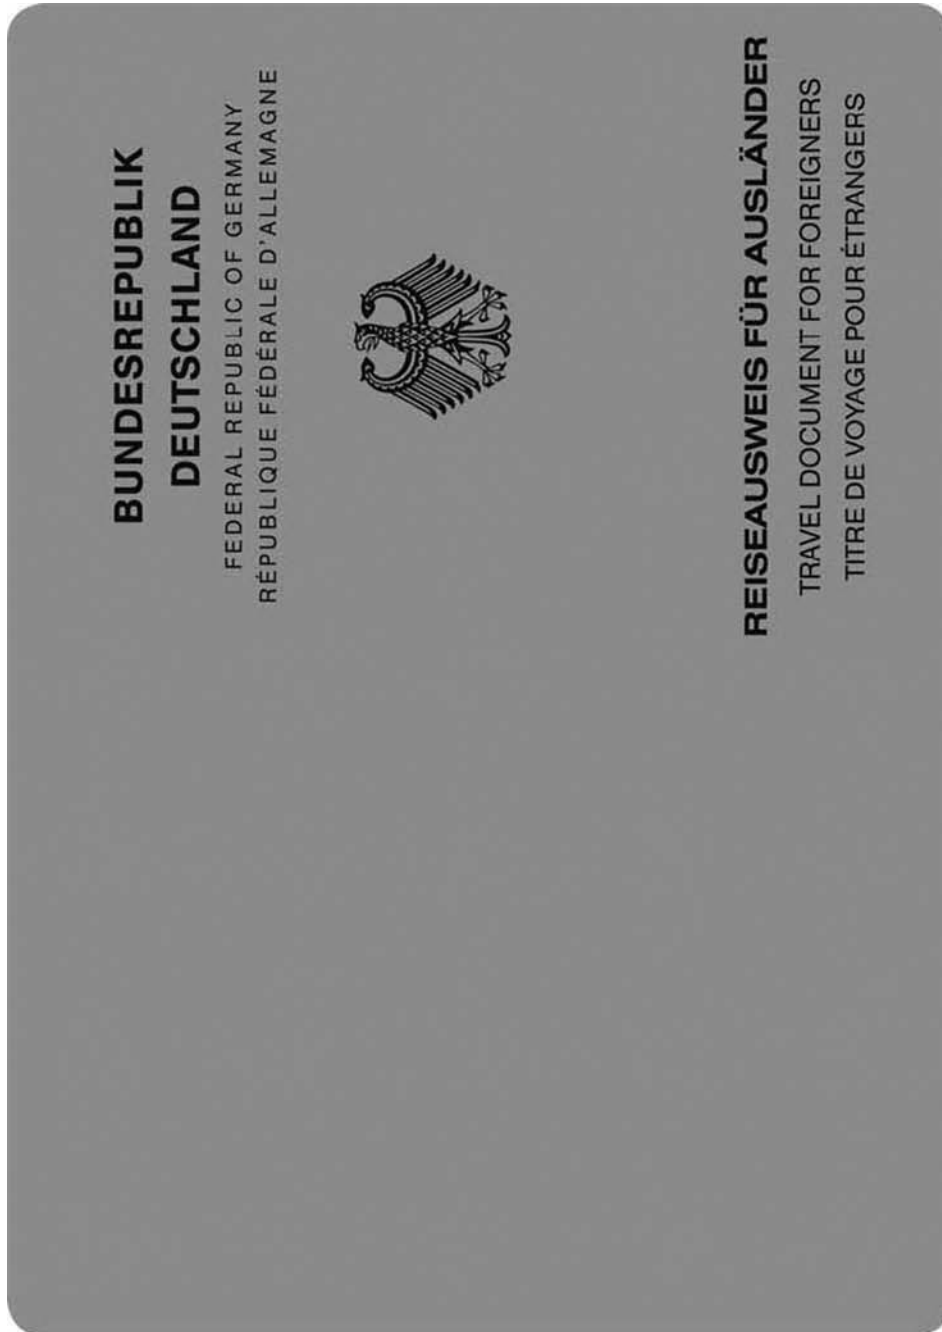 BUNDESREPUBLIK
DEUTSCHLAND
FEDERAL REPUBLIC OF GERMANY
RÉPUBLIQUE FÉDÉRALE D'ALLEMAGNE
REISEAUSWEIS FÜR AUSLÄNDER
TRAVEL DOCUMENT FOR FOREIGNERS
TITRE DE VOYAGE POUR ÉTRANGERS